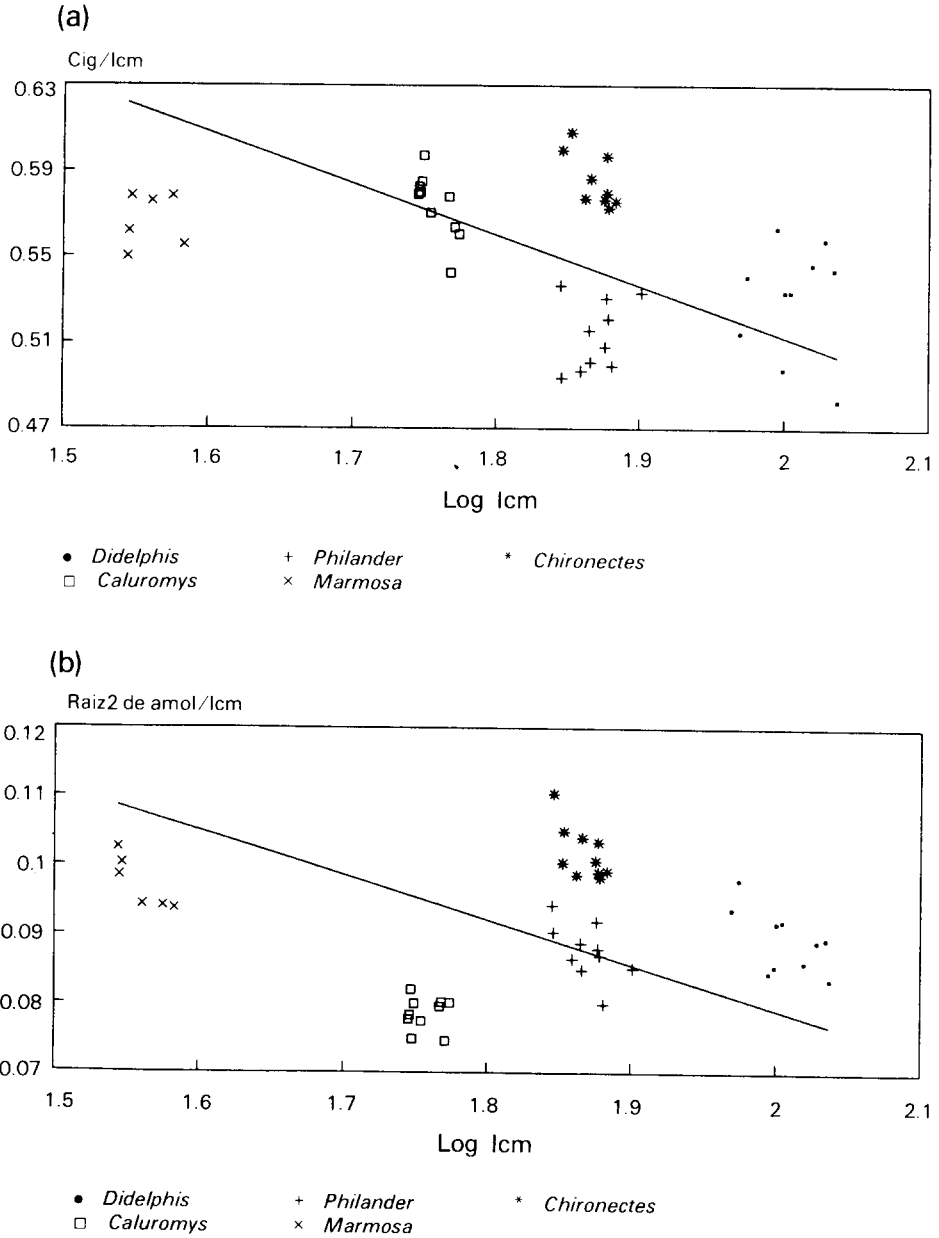 (a)
Cig/lcm
0.63
0.59
0.55
0.51
0.47
1.5 1.6 1.7 1.8 1.9 2 2.1
Log lcm
• Didelphis + Philander * Chironectes
□ Caluromys × Marmosa
(b)
Raiz2 de amol/lcm
0.12
0.11
0.1
0.09
0.08
0.07
1.5 1.6 1.7 1.8 1.9 2 2.1
Log lcm
• Didelphis + Philander * Chironectes
□ Caluromys × Marmosa